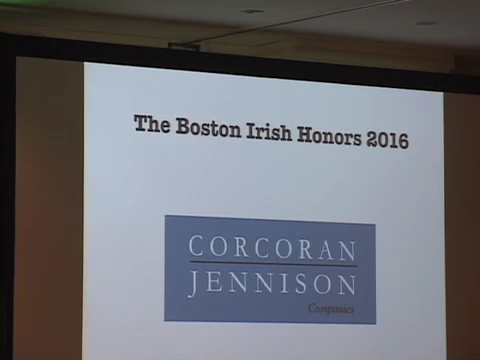 The Boston Irish Honors 2016
CORCORAN
JENNISON
Companies